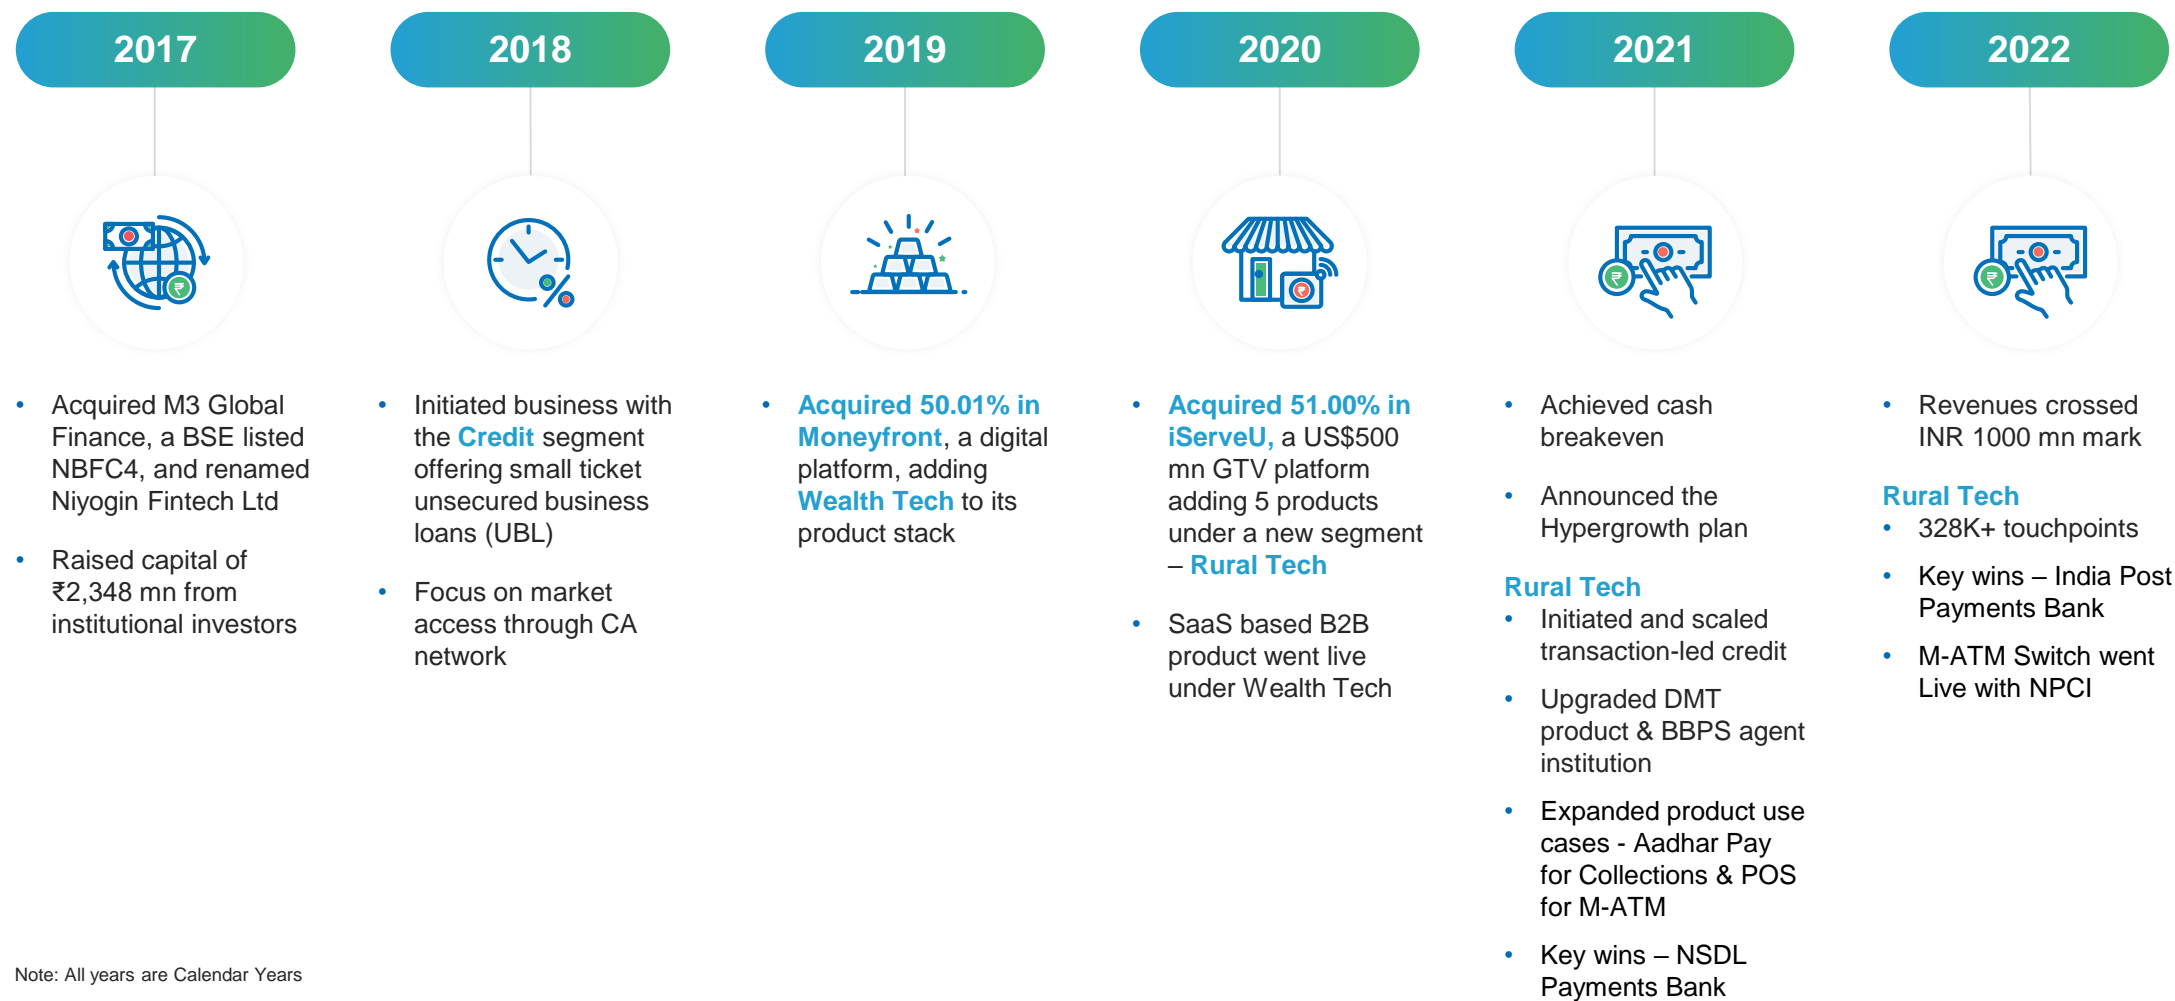 2017
2018
2019
2020
2021
2022
• Acquired M3 Global
Finance, a BSE listed
NBFC4, and renamed
Niyogin Fintech Ltd
• Raised capital of
₹2,348 mn from
institutional investors
• Initiated business with
the Credit segment
offering small ticket
unsecured business
loans (UBL)
• Focus on market
access through CA
network
• Acquired 50.01% in
Moneyfront, a digital
platform, adding
Wealth Tech to its
product stack
• Acquired 51.00% in
iServeU, a US$500
mn GTV platform
adding 5 products
under a new segment
– Rural Tech
• SaaS based B2B
product went live
under Wealth Tech
• Achieved cash
breakeven
• Announced the
Hypergrowth plan
Rural Tech
• Initiated and scaled
transaction-led credit
• Upgraded DMT
product & BBPS agent
institution
• Expanded product use
cases - Aadhar Pay
for Collections & POS
for M-ATM
• Key wins – NSDL
Payments Bank
• Revenues crossed
INR 1000 mn mark
Rural Tech
• 328K+ touchpoints
• Key wins – India Post
Payments Bank
• M-ATM Switch went
Live with NPCI
Note: All years are Calendar Years